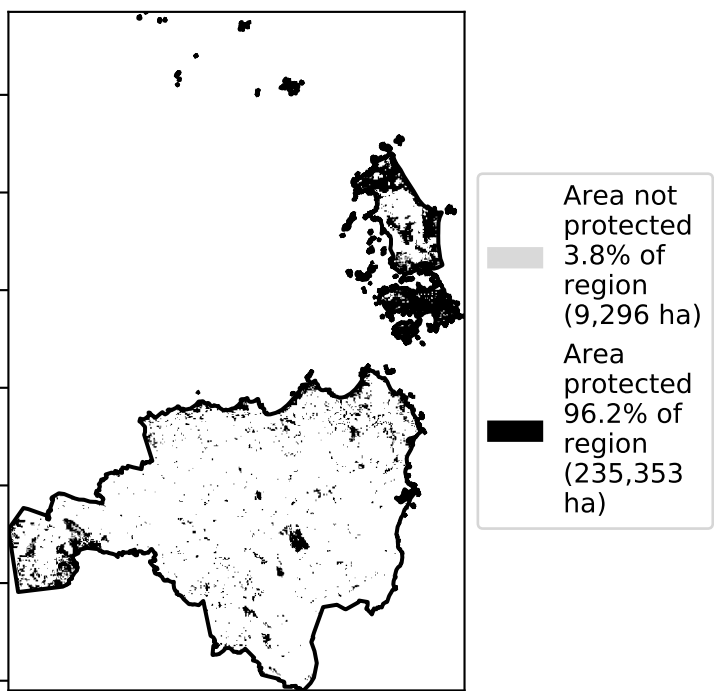 Area not
protected
3.8% of
region
(9,296 ha)
Area
protected
96.2% of
region
(235,353
ha)